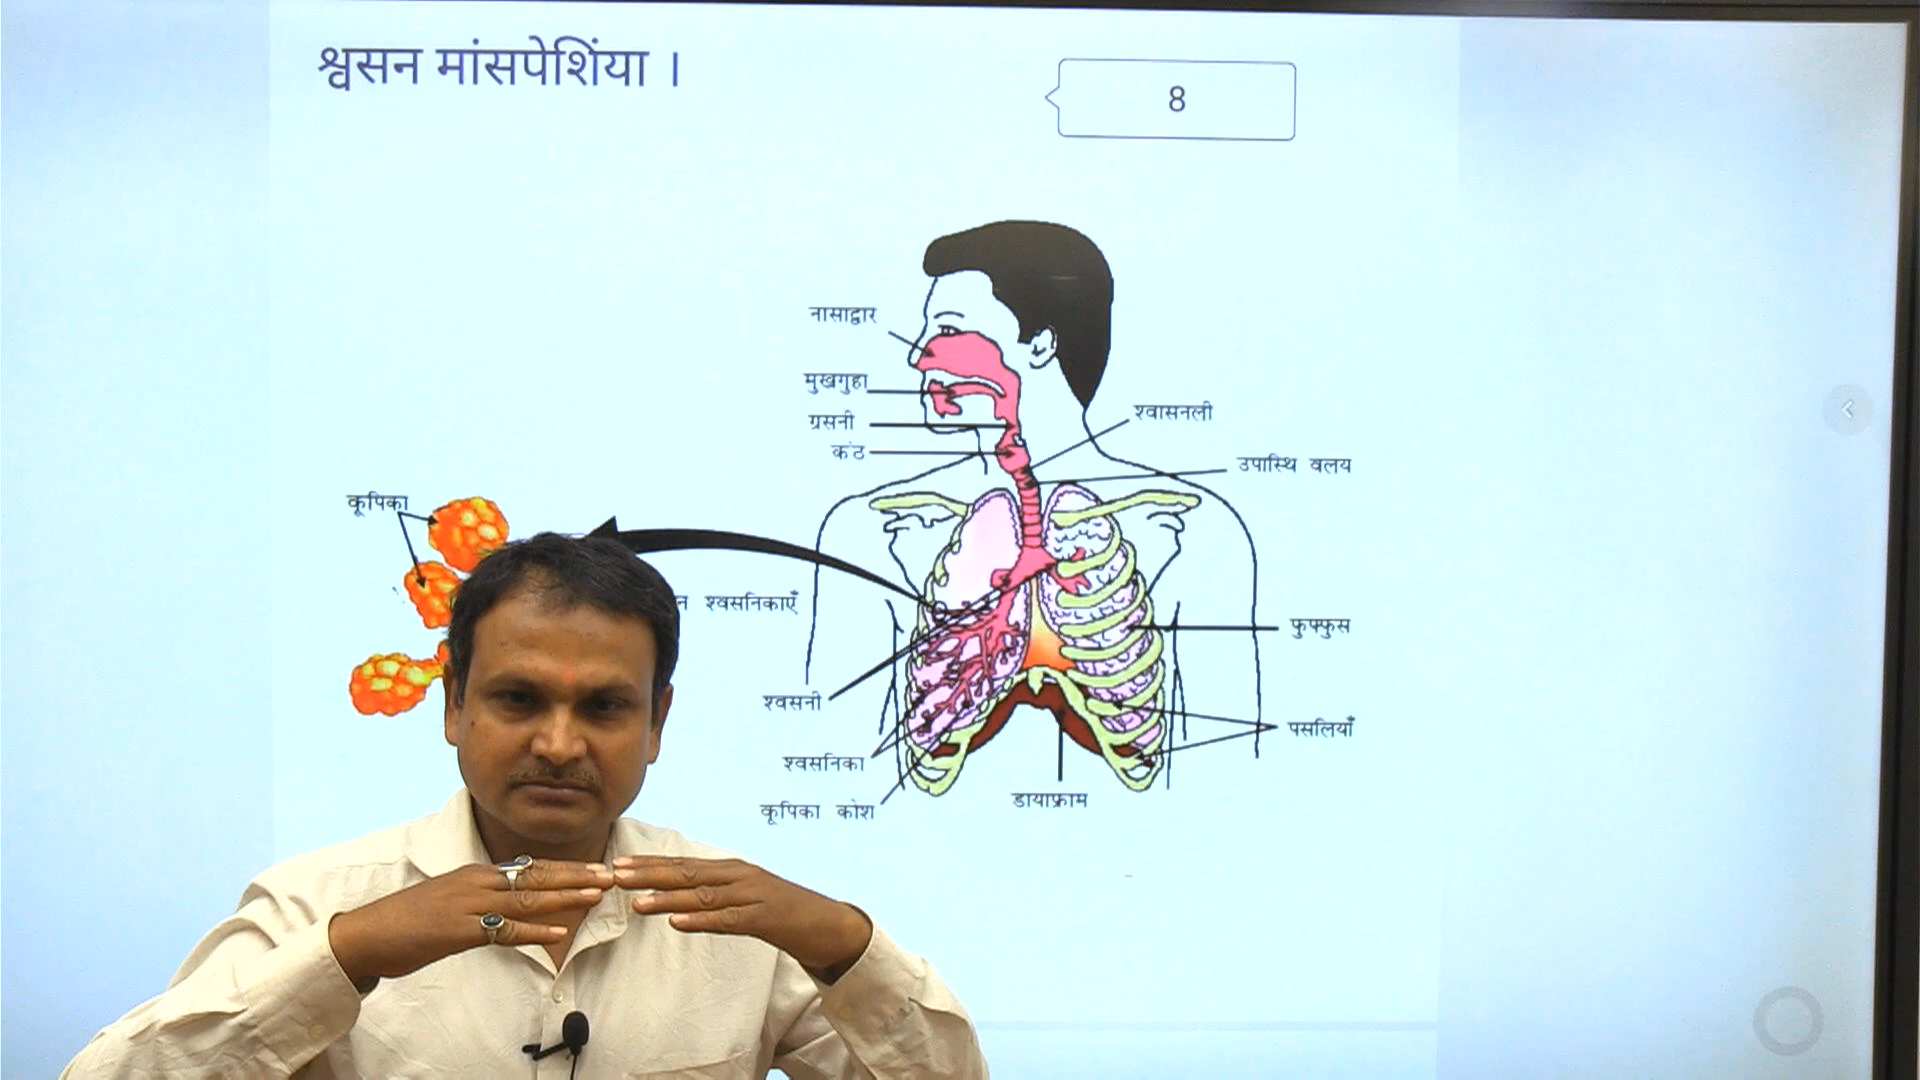 श्वसन मांसपेशिंया ।
8
नासाद्वार
मुखगुहा
ग्रसनी
कंठ
श्वासनली
उपास्थि वलय
कूपिका
श्वसनिकाएँ
फुफ्फुस
श्वसनी
पसलियाँ
श्वसनिका
डायाफ्राम
कूपिका कोश